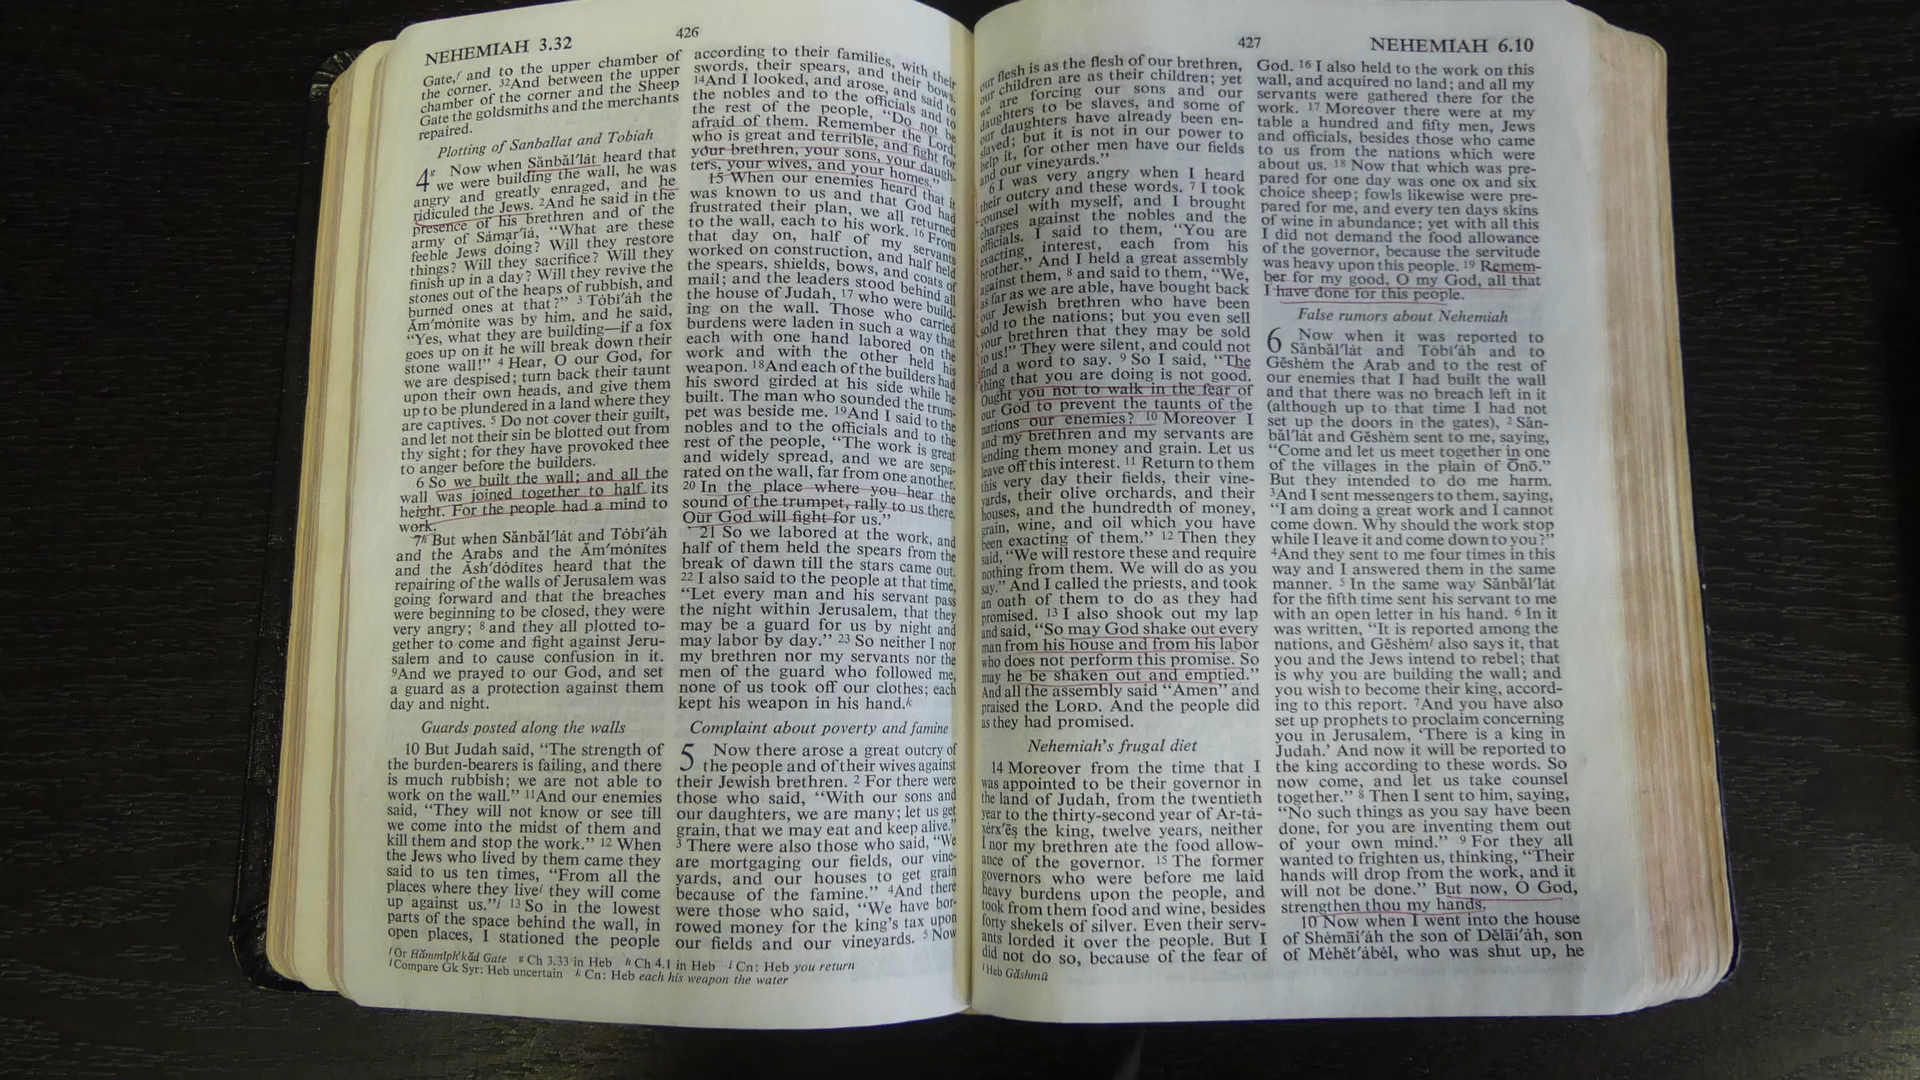 NEHEMIAH 3.32
426
Gate,f and to the upper chamber of
the corner. 32And between the upper
chamber of the corner and the Sheep
Gate the goldsmiths and the merchants
repaired.
Plotting of Sanballat and Tobiah
4g Now when Sănbăl′lăt heard that
we were building the wall, he was
angry and greatly enraged, and he
ridiculed the Jews. 2And he said in the
presence of his brethren and of the
army of Sȧmâr′ĭȧ, “What are these
feeble Jews doing? Will they restore
things? Will they sacrifice? Will they
finish up in a day? Will they revive the
stones out of the heaps of rubbish, and
burned ones at that?” 3 Tōbī′ȧh the
Ăm′mȯnīte was by him, and he said,
“Yes, what they are building—if a fox
goes up on it he will break down their
stone wall!” 4 Hear, O our God, for
we are despised; turn back their taunt
upon their own heads, and give them
up to be plundered in a land where they
are captives. 5 Do not cover their guilt,
and let not their sin be blotted out from
thy sight; for they have provoked thee
to anger before the builders.
6 So we built the wall; and all the
wall was joined together to half its
height. For the people had a mind to
work.
7h But when Sănbăl′lăt and Tōbī′ȧh
and the Arabs and the Ăm′mȯnītes
and the Ăsh′dȯdītes heard that the
repairing of the walls of Jerusalem was
going forward and that the breaches
were beginning to be closed, they were
very angry; 8 and they all plotted to-
gether to come and fight against Jeru-
salem and to cause confusion in it.
9And we prayed to our God, and set
a guard as a protection against them
day and night.
Guards posted along the walls
10 But Judah said, “The strength of
the burden-bearers is failing, and there
is much rubbish; we are not able to
work on the wall.” 11And our enemies
said, “They will not know or see till
we come into the midst of them and
kill them and stop the work.” 12 When
the Jews who lived by them came they
said to us ten times, “From all the
places where they livei they will come
up against us.”j 13 So in the lowest
parts of the space behind the wall, in
open places, I stationed the people
according to their families, with their
swords, their spears, and their bows.
14And I looked, and arose, and said to
the nobles and to the officials and to
the rest of the people, “Do not be
afraid of them. Remember the Lord,
who is great and terrible, and fight for
your brethren, your sons, your daugh-
ters, your wives, and your homes.”
15 When our enemies heard that it
was known to us and that God had
frustrated their plan, we all returned
to the wall, each to his work. 16 From
that day on, half of my servants
worked on construction, and half held
the spears, shields, bows, and coats of
mail; and the leaders stood behind all
the house of Judah, 17 who were build-
ing on the wall. Those who carried
burdens were laden in such a way that
each with one hand labored on the
work and with the other held his
weapon. 18And each of the builders had
his sword girded at his side while he
built. The man who sounded the trum-
pet was beside me. 19And I said to the
nobles and to the officials and to the
rest of the people, “The work is great
and widely spread, and we are sepa-
rated on the wall, far from one another.
20 In the place where you hear the
sound of the trumpet, rally to us there.
Our God will fight for us.”
21 So we labored at the work, and
half of them held the spears from the
break of dawn till the stars came out.
22 I also said to the people at that time,
“Let every man and his servant pass
the night within Jerusalem, that they
may be a guard for us by night and
may labor by day.” 23 So neither I nor
my brethren nor my servants nor the
men of the guard who followed me,
none of us took off our clothes; each
kept his weapon in his hand.k
Complaint about poverty and famine
5 Now there arose a great outcry of
the people and of their wives against
their Jewish brethren. 2 For there were
those who said, “With our sons and
our daughters, we are many; let us get
grain, that we may eat and keep alive.”
3 There were also those who said, “We
are mortgaging our fields, our vine-
yards, and our houses to get grain
because of the famine.” 4And there
were those who said, “We have bor-
rowed money for the king’s tax upon
our fields and our vineyards. 5 Now
f Or Hămmĭph′kăd Gate g Ch 3.33 in Heb h Ch 4.1 in Heb i Cn: Heb you return
j Compare Gk Syr: Heb uncertain k Cn: Heb each his weapon the water
427
NEHEMIAH 6.10
our flesh is as the flesh of our brethren,
our children are as their children; yet
we are forcing our sons and our
daughters to be slaves, and some of
our daughters have already been en-
slaved; but it is not in our power to
help it, for other men have our fields
and our vineyards.”
6 I was very angry when I heard
their outcry and these words. 7 I took
counsel with myself, and I brought
charges against the nobles and the
officials. I said to them, “You are
exacting interest, each from his
brother.” And I held a great assembly
against them, 8 and said to them, “We,
as far as we are able, have bought back
our Jewish brethren who have been
sold to the nations; but you even sell
your brethren that they may be sold
to us!” They were silent, and could not
find a word to say. 9 So I said, “The
thing that you are doing is not good.
Ought you not to walk in the fear of
our God to prevent the taunts of the
nations our enemies? 10 Moreover I
and my brethren and my servants are
lending them money and grain. Let us
leave off this interest. 11 Return to them
this very day their fields, their vine-
yards, their olive orchards, and their
houses, and the hundredth of money,
grain, wine, and oil which you have
been exacting of them.” 12 Then they
said, “We will restore these and require
nothing from them. We will do as you
say.” And I called the priests, and took
an oath of them to do as they had
promised. 13 I also shook out my lap
and said, “So may God shake out every
man from his house and from his labor
who does not perform this promise. So
may he be shaken out and emptied.”
And all the assembly said “Amen” and
praised the LORD. And the people did
as they had promised.
Nehemiah’s frugal diet
14 Moreover from the time that I
was appointed to be their governor in
the land of Judah, from the twentieth
year to the thirty-second year of Ar-tȧ-
xėrx′ēṣ the king, twelve years, neither
I nor my brethren ate the food allow-
ance of the governor. 15 The former
governors who were before me laid
heavy burdens upon the people, and
took from them food and wine, besides
forty shekels of silver. Even their serv-
ants lorded it over the people. But I
did not do so, because of the fear of
God. 16 I also held to the work on this
wall, and acquired no land; and all my
servants were gathered there for the
work. 17 Moreover there were at my
table a hundred and fifty men, Jews
and officials, besides those who came
to us from the nations which were
about us. 18 Now that which was pre-
pared for one day was one ox and six
choice sheep; fowls likewise were pre-
pared for me, and every ten days skins
of wine in abundance; yet with all this
I did not demand the food allowance
of the governor, because the servitude
was heavy upon this people. 19 Remem-
ber for my good, O my God, all that
I have done for this people.
False rumors about Nehemiah
6 Now when it was reported to
Sănbăl′lăt and Tōbī′ȧh and to
Gĕshėm the Arab and to the rest of
our enemies that I had built the wall
and that there was no breach left in it
(although up to that time I had not
set up the doors in the gates), 2 Săn-
băl′lăt and Gĕshėm sent to me, saying,
“Come and let us meet together in one
of the villages in the plain of Ōnō.”
But they intended to do me harm.
3And I sent messengers to them, saying,
“I am doing a great work and I cannot
come down. Why should the work stop
while I leave it and come down to you?”
4And they sent to me four times in this
way and I answered them in the same
manner. 5 In the same way Sănbăl′lăt
for the fifth time sent his servant to me
with an open letter in his hand. 6 In it
was written, “It is reported among the
nations, and Gĕshėml also says it, that
you and the Jews intend to rebel; that
is why you are building the wall; and
you wish to become their king, accord-
ing to this report. 7And you have also
set up prophets to proclaim concerning
you in Jerusalem, ‘There is a king in
Judah.’ And now it will be reported to
the king according to these words. So
now come, and let us take counsel
together.” 8 Then I sent to him, saying,
“No such things as you say have been
done, for you are inventing them out
of your own mind.” 9 For they all
wanted to frighten us, thinking, “Their
hands will drop from the work, and it
will not be done.” But now, O God,
strengthen thou my hands.
10 Now when I went into the house
of Shėmāi′ȧh the son of Dĕlāi′ȧh, son
of Mėhĕt′ȧbėl, who was shut up, he
l Heb Găshmū